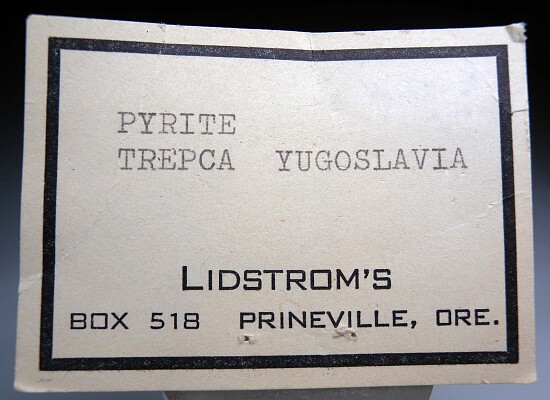 PYRITE
TREPCA YUGOSLAVIA
LIDSTROM'S
BOX 518 PRINEVILLE, ORE.